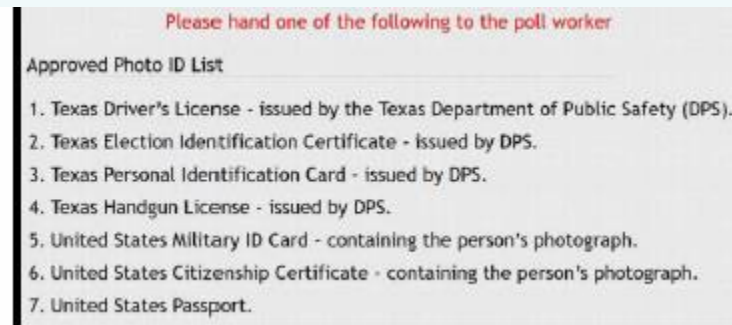 Please hand one of the following to the poll worker
Approved Photo ID List
1. Texas Driver's License - issued by the Texas Department of Public Safety (DPS).
2. Texas Election Identification Certificate - issued by DPS.
3. Texas Personal Identification Card - issued by DPS.
4. Texas Handgun License - issued by DPS.
5. United States Military ID Card - containing the person's photograph.
6. United States Citizenship Certificate - containing the person's photograph.
7. United States Passport.